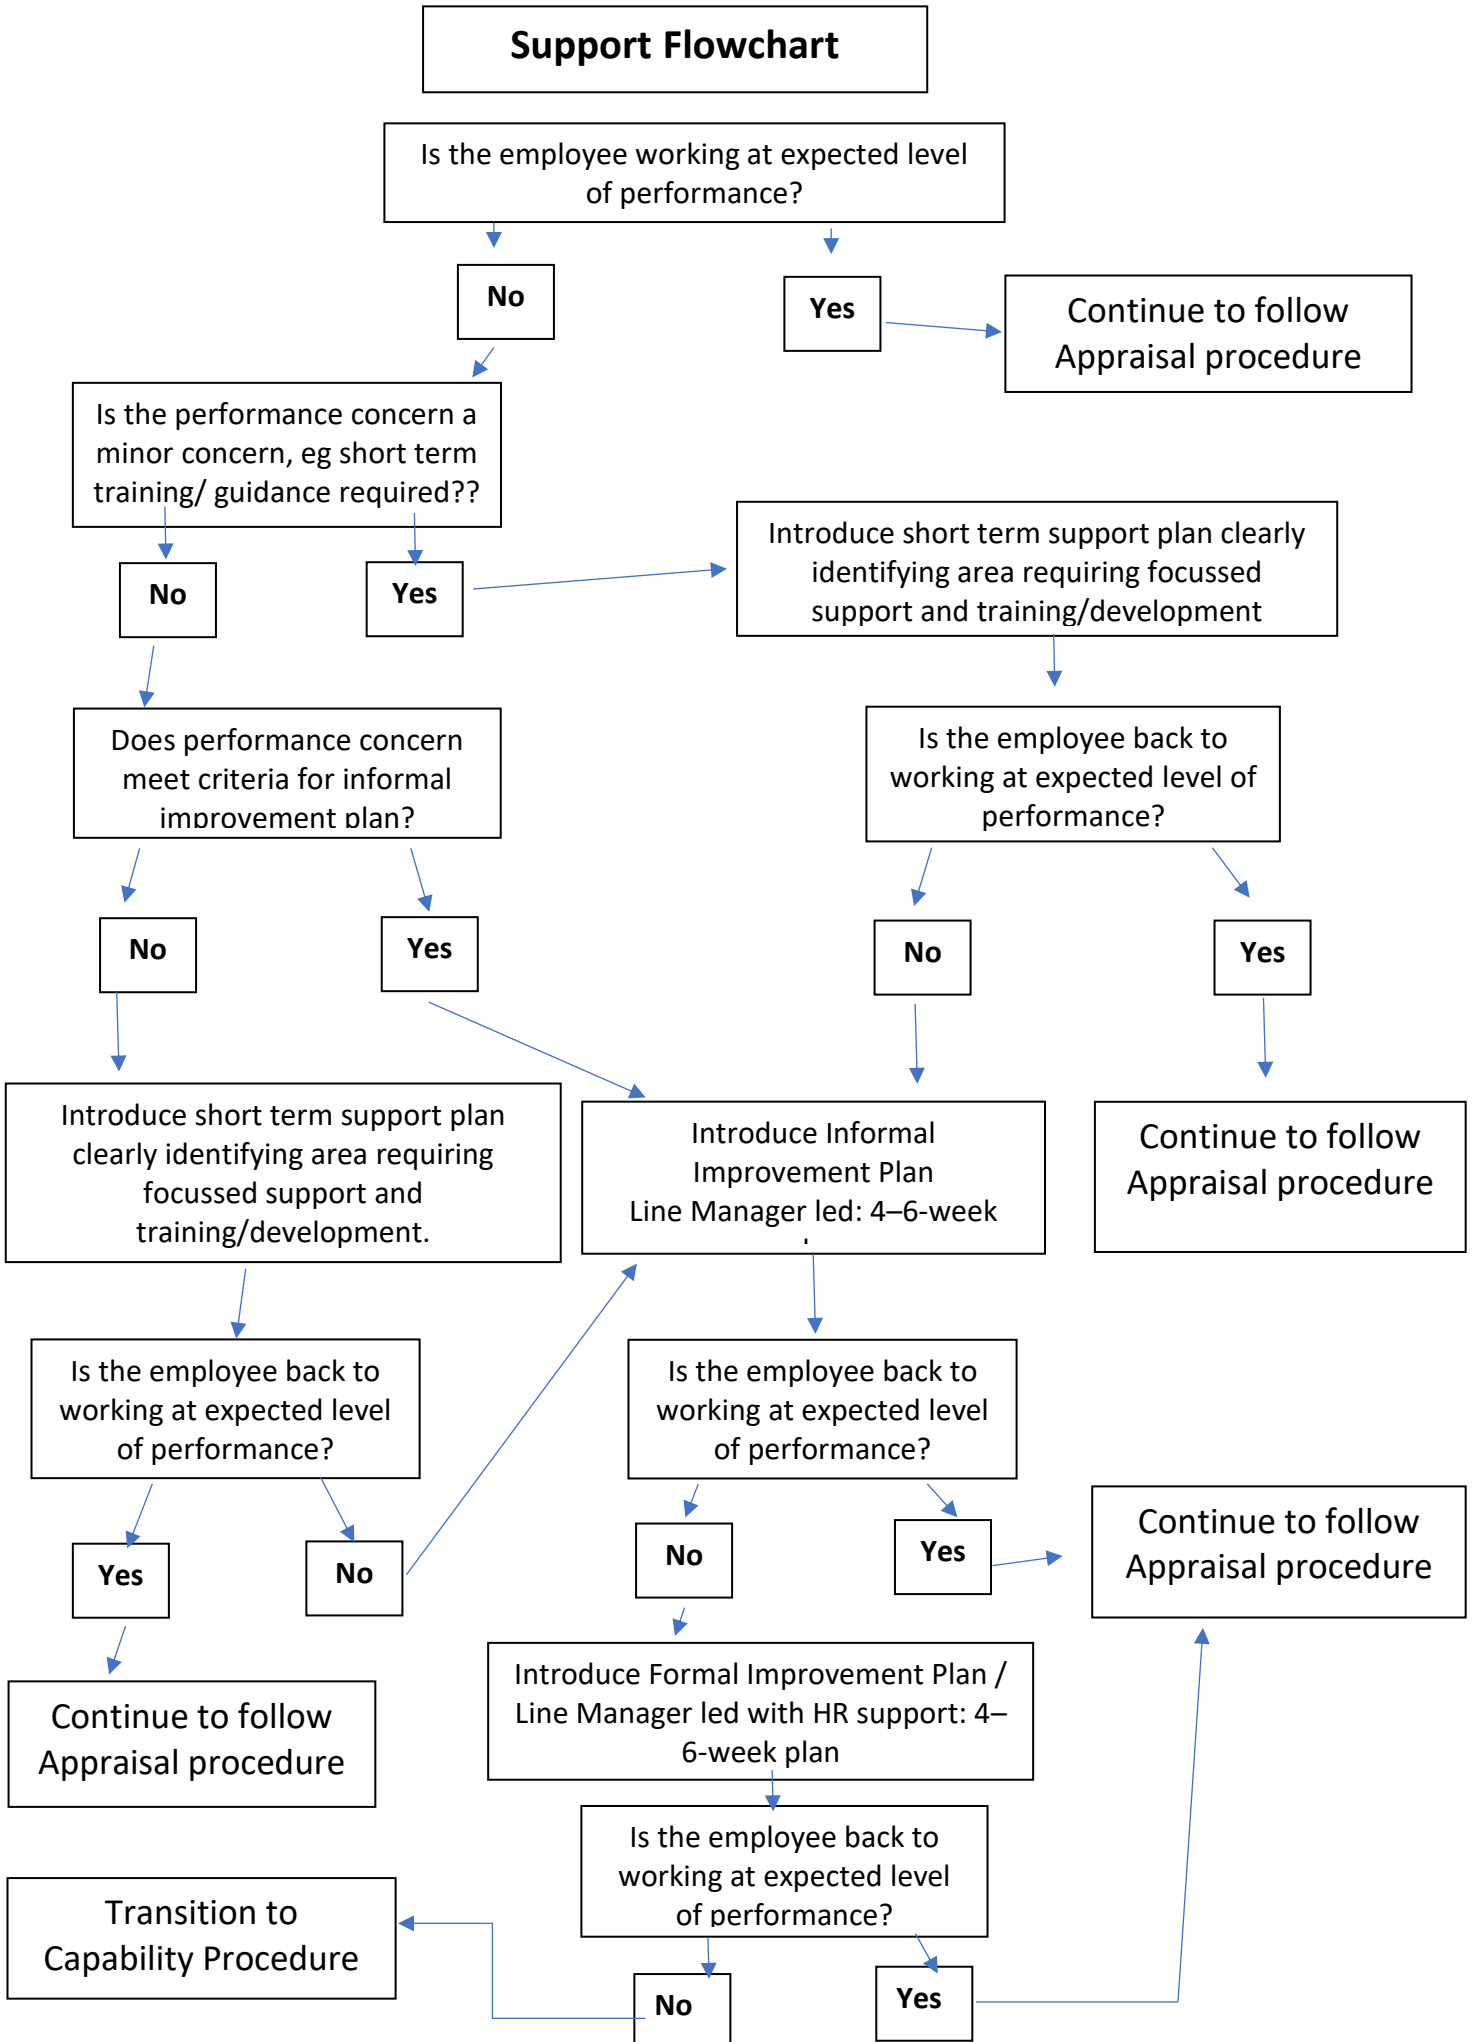 Support Flowchart
Is the employee working at expected level
of performance?
No
Yes
Continue to follow
Appraisal procedure
Is the performance concern a
minor concern, eg short term
training/ guidance required??
No
Yes
Introduce short term support plan clearly
identifying area requiring focussed
support and training/development
Does performance concern
meet criteria for informal
improvement plan?
Is the employee back to
working at expected level of
performance?
No
Yes
No
Yes
Introduce short term support plan
clearly identifying area requiring
focussed support and
training/development.
Introduce Informal
Improvement Plan
Line Manager led: 4–6-week
Continue to follow
Appraisal procedure
Is the employee back to
working at expected level
of performance?
Is the employee back to
working at expected level
of performance?
Yes
No
No
Yes
Continue to follow
Appraisal procedure
Continue to follow
Appraisal procedure
Introduce Formal Improvement Plan /
Line Manager led with HR support: 4–
6-week plan
Is the employee back to
working at expected level
of performance?
Transition to
Capability Procedure
No
Yes